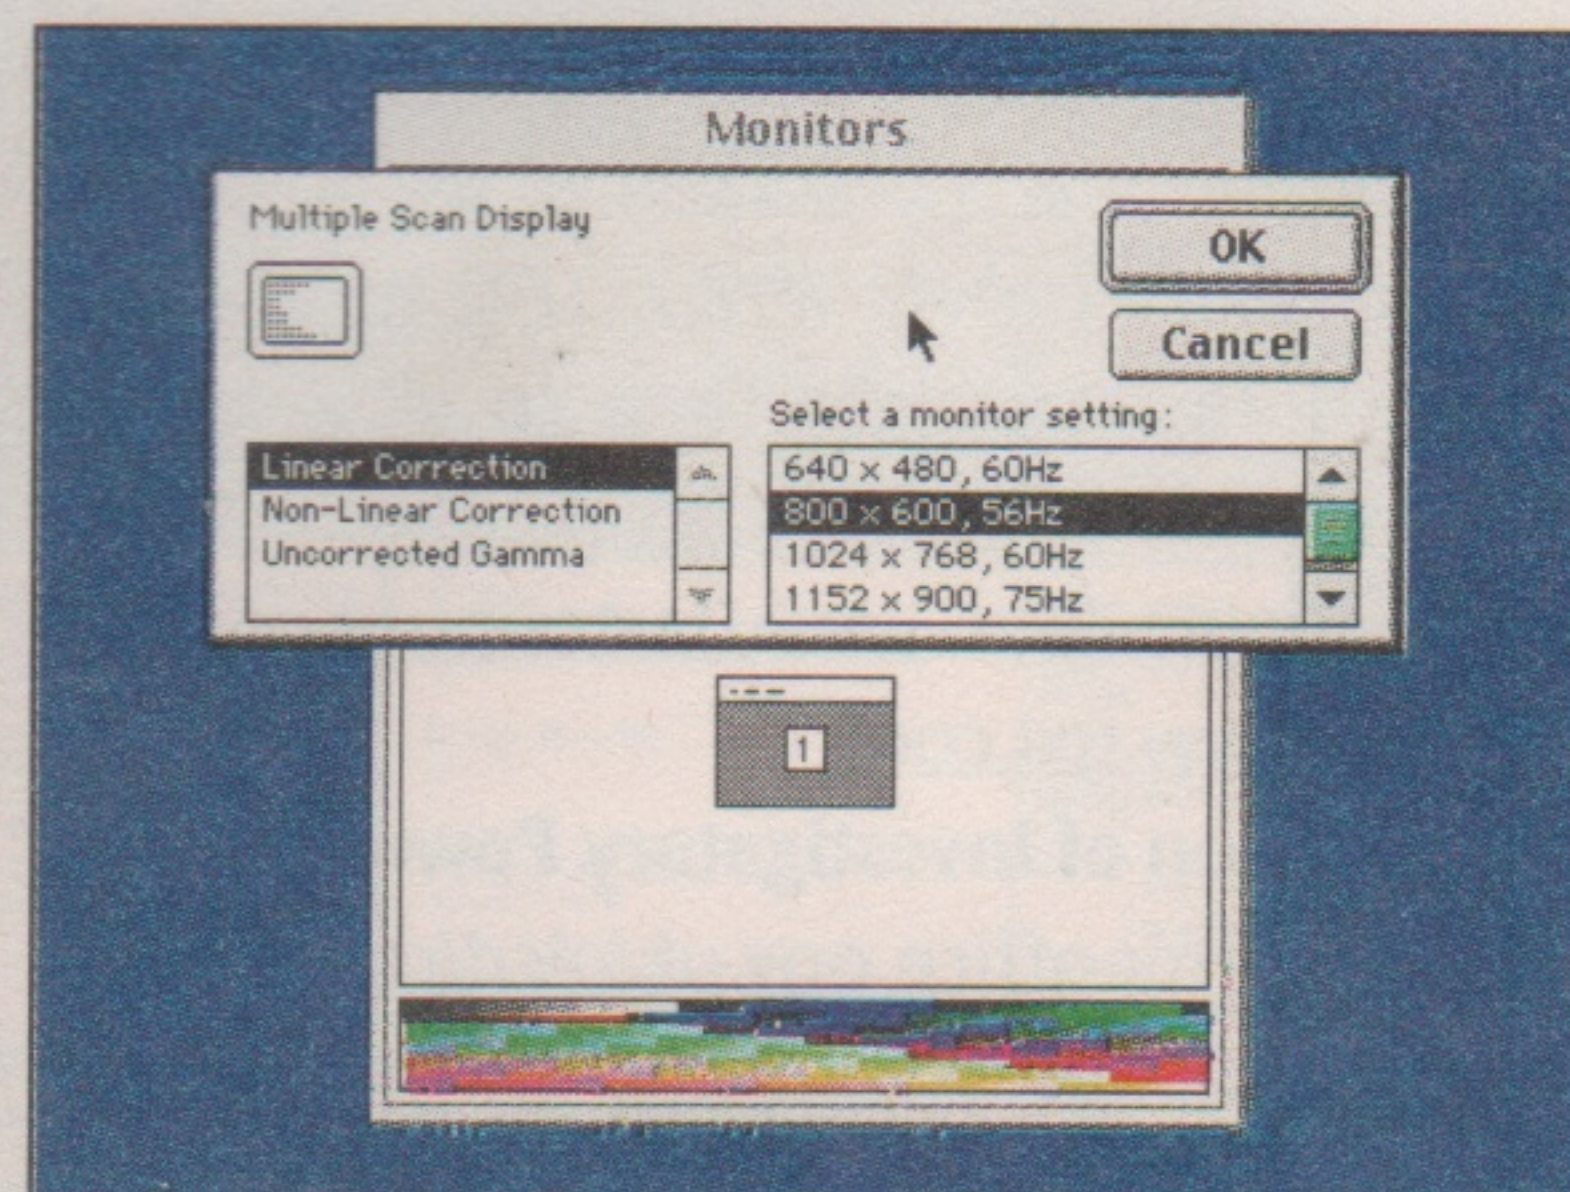 Monitors
Multiple Scan Display
OK
Cancel
Select a monitor setting:
Linear Correction
Non-Linear Correction
Uncorrected Gamma
640 x 480, 60Hz
800 x 600, 56Hz
1024 x 768, 60Hz
1152 x 900, 75Hz
1